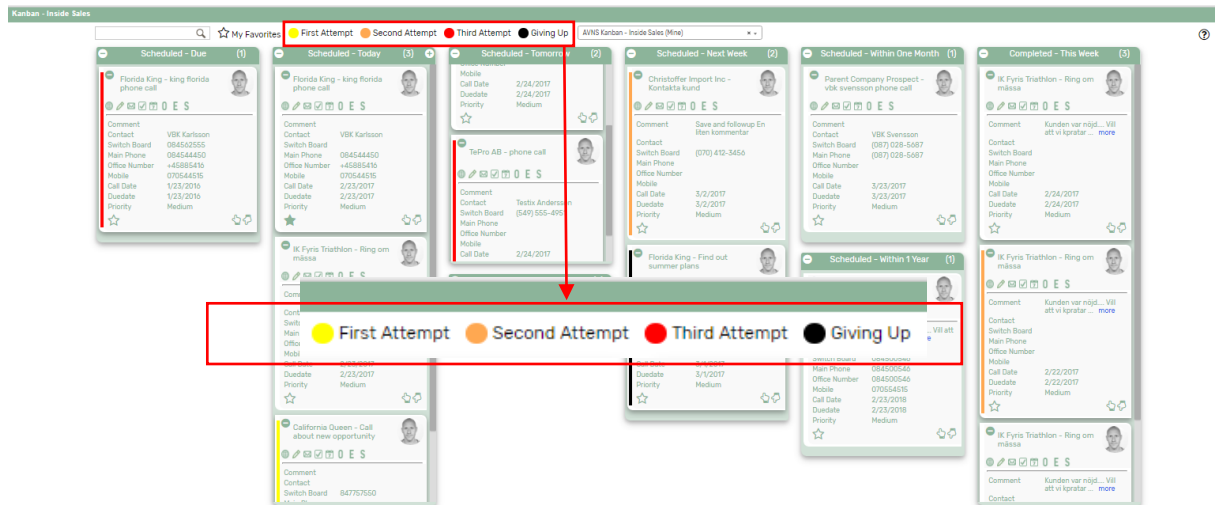 Kanban - Inside Sales
My Favorites First Attempt Second Attempt Third Attempt Giving Up AVNS Kanban - Inside Sales (Mine)
Scheduled - Due (1)
Florida King - king florida
phone call
O E S
Comment
Contact VBK Karlsson
Switch Board 084562555
Main Phone 084544450
Office Number +45885416
Mobile 070544515
Call Date 1/23/2016
Duedate 1/23/2016
Priority Medium
Scheduled - Today (3)
Florida King - king florida
phone call
O E S
Comment
Contact VBK Karlsson
Switch Board
Main Phone 084544450
Office Number +45885416
Mobile 070544515
Call Date 2/23/2017
Duedate 2/23/2017
Priority Medium
IK Fyris Triathlon - Ring om
mässa
O E S
Call Date 2/23/2017
Duedate 2/23/2017
Priority Medium
California Queen - Call
about new opportunity
O E S
Comment
Contact
Switch Board 847757550
Scheduled - Tomorrow (2)
Office Number
Mobile
Call Date 2/24/2017
Duedate 2/24/2017
Priority Medium
TePro AB - phone call
O E S
Comment
Contact Testix Andersson
Switch Board (549) 555-495
Main Phone
Office Number
Mobile
Call Date 2/24/2017
Scheduled - Next Week (2)
Christoffer Import Inc -
Kontakta kund
O E S
Comment Save and followup En
liten kommentar
Contact
Switch Board (070) 412-3456
Main Phone
Office Number
Mobile
Call Date 3/2/2017
Duedate 3/2/2017
Priority Medium
Florida King - Find out
summer plans
Call Date 3/1/2017
Duedate 3/1/2017
Priority Medium
Scheduled - Within One Month (1)
Parent Company Prospect -
vbk svensson phone call
O E S
Comment
Contact VBK Svensson
Switch Board (087) 028-5687
Main Phone (087) 028-5687
Office Number
Mobile
Call Date 3/23/2017
Duedate 3/23/2017
Priority Medium
Scheduled - Within 1 Year (1)
... Vill att
Switch Board 084500546
Main Phone 084500546
Office Number 084500546
Mobile 070554515
Call Date 2/23/2018
Duedate 2/23/2018
Priority Medium
Completed - This Week (3)
IK Fyris Triathlon - Ring om
mässa
O E S
Comment Kunden var nöjd.... Vill
att vi kpratar ... more
Contact
Switch Board
Main Phone
Office Number
Mobile
Call Date 2/24/2017
Duedate 2/24/2017
Priority Medium
IK Fyris Triathlon - Ring om
mässa
O E S
Comment Kunden var nöjd.... Vill
att vi kpratar ... more
Contact
Switch Board
Main Phone
Office Number
Mobile
Call Date 2/22/2017
Duedate 2/22/2017
Priority Medium
IK Fyris Triathlon - Ring om
mässa
O E S
Comment Kunden var nöjd.... Vill
att vi kpratar ... more
Contact
First Attempt Second Attempt Third Attempt Giving Up